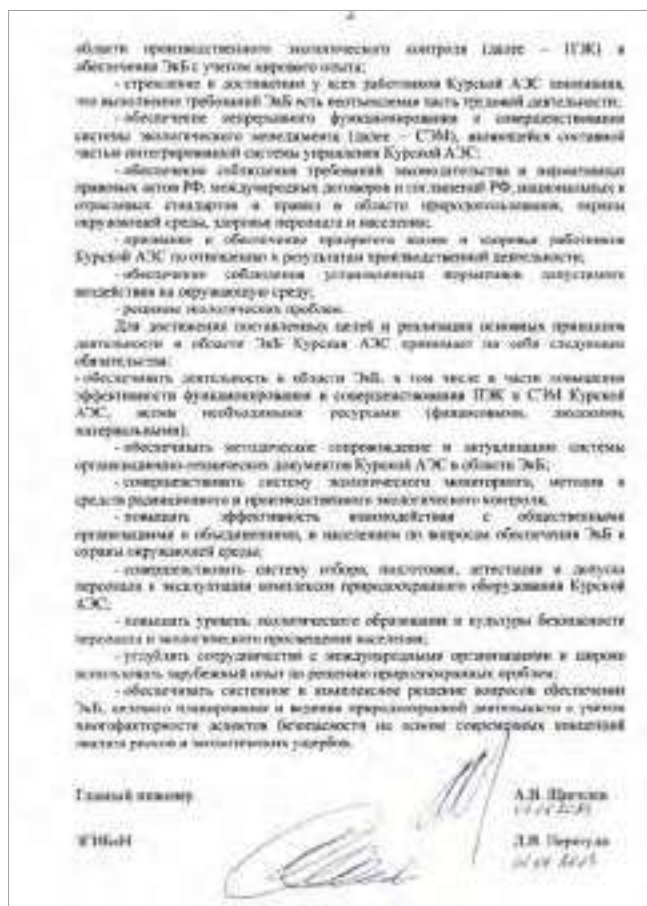 области производственного экологического контроля (далее – ПЭК) и
обеспечения ЭкБ с учетом мирового опыта;
- стремление к достижению у всех работников Курской АЭС понимания,
что выполнение требований ЭкБ есть неотъемлемая часть трудовой деятельности;
- обеспечение непрерывного функционирования и совершенствования
системы экологического менеджмента (далее – СЭМ), являющейся составной
частью интегрированной системы управления Курской АЭС;
- обеспечение соблюдения требований законодательства и нормативных
правовых актов РФ, международных договоров и соглашений РФ, национальных и
отраслевых стандартов и правил в области природопользования, охраны
окружающей среды, здоровья персонала и населения;
- признание и обеспечение приоритета жизни и здоровья работников
Курской АЭС по отношению к результатам производственной деятельности;
- обеспечение соблюдения установленных нормативов допустимого
воздействия на окружающую среду;
- решение экологических проблем.
Для достижения поставленных целей и реализации основных принципов
деятельности в области ЭкБ Курская АЭС принимает на себя следующие
обязательства:
- обеспечивать деятельность в области ЭкБ, в том числе в части повышения
эффективности функционирования и совершенствования ПЭК и СЭМ Курской
АЭС, всеми необходимыми ресурсами (финансовыми, людскими,
материальными);
- обеспечивать методическое сопровождение и актуализацию системы
организационно-технических документов Курской АЭС в области ЭкБ;
- совершенствовать систему экологического мониторинга, методов и
средств радиационного и производственного экологического контроля;
- повышать эффективность взаимодействия с общественными
организациями и объединениями, и населением по вопросам обеспечения ЭкБ и
охраны окружающей среды;
- совершенствовать систему отбора, подготовки, аттестации и допуска
персонала к эксплуатации комплексов природоохранного оборудования Курской
АЭС;
- повышать уровень экологического образования и культуры безопасности
персонала и экологического просвещения населения;
- углублять сотрудничество с международными организациями и широко
использовать зарубежный опыт по решению природоохранных проблем;
- обеспечивать системное и комплексное решение вопросов обеспечения
ЭкБ, целевого планирования и ведения природоохранной деятельности с учетом
многофакторности аспектов безопасности на основе современных концепций
анализа рисков и экологических ущербов.
Главный инженер
А.В.
Д.В.